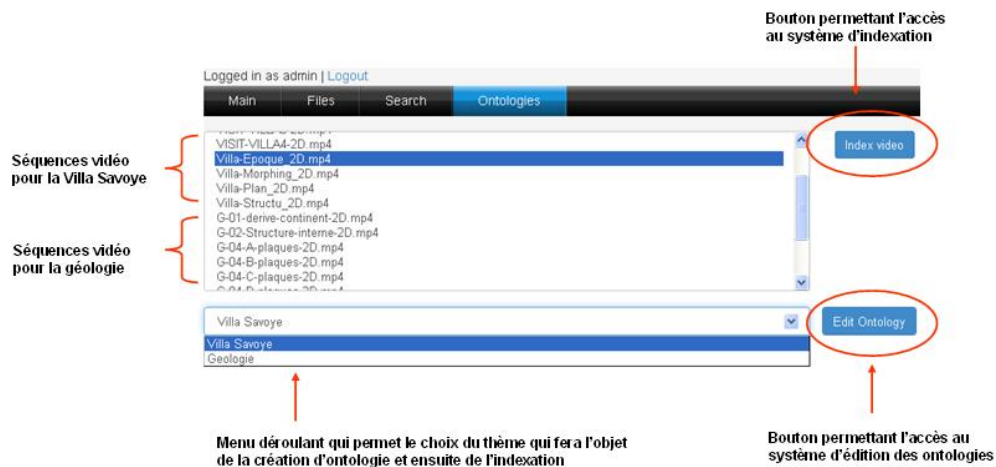 Bouton permettant l'accès
au système d'indexation
Logged in as admin | Logout
Main Files Search Ontologies
VISIT-VILLA4-2D.mp4
Villa-Epoque_2D.mp4
Villa-Morphing_2D.mp4
Villa-Plan_2D.mp4
Villa-Structu_2D.mp4
G-01-derive-continent-2D.mp4
G-02-Structure-interne-2D.mp4
G-04-A-plaques-2D.mp4
G-04-B-plaques-2D.mp4
G-04-C-plaques-2D.mp4
Index video
Séquences vidéo
pour la Villa Savoye
Séquences vidéo
pour la géologie
Villa Savoye
Edit Ontology
Villa Savoye
Geologie
Menu déroulant qui permet le choix du thème qui fera l'objet
de la création d'ontologie et ensuite de l'indexation
Bouton permettant l'accès au
système d'édition des ontologies